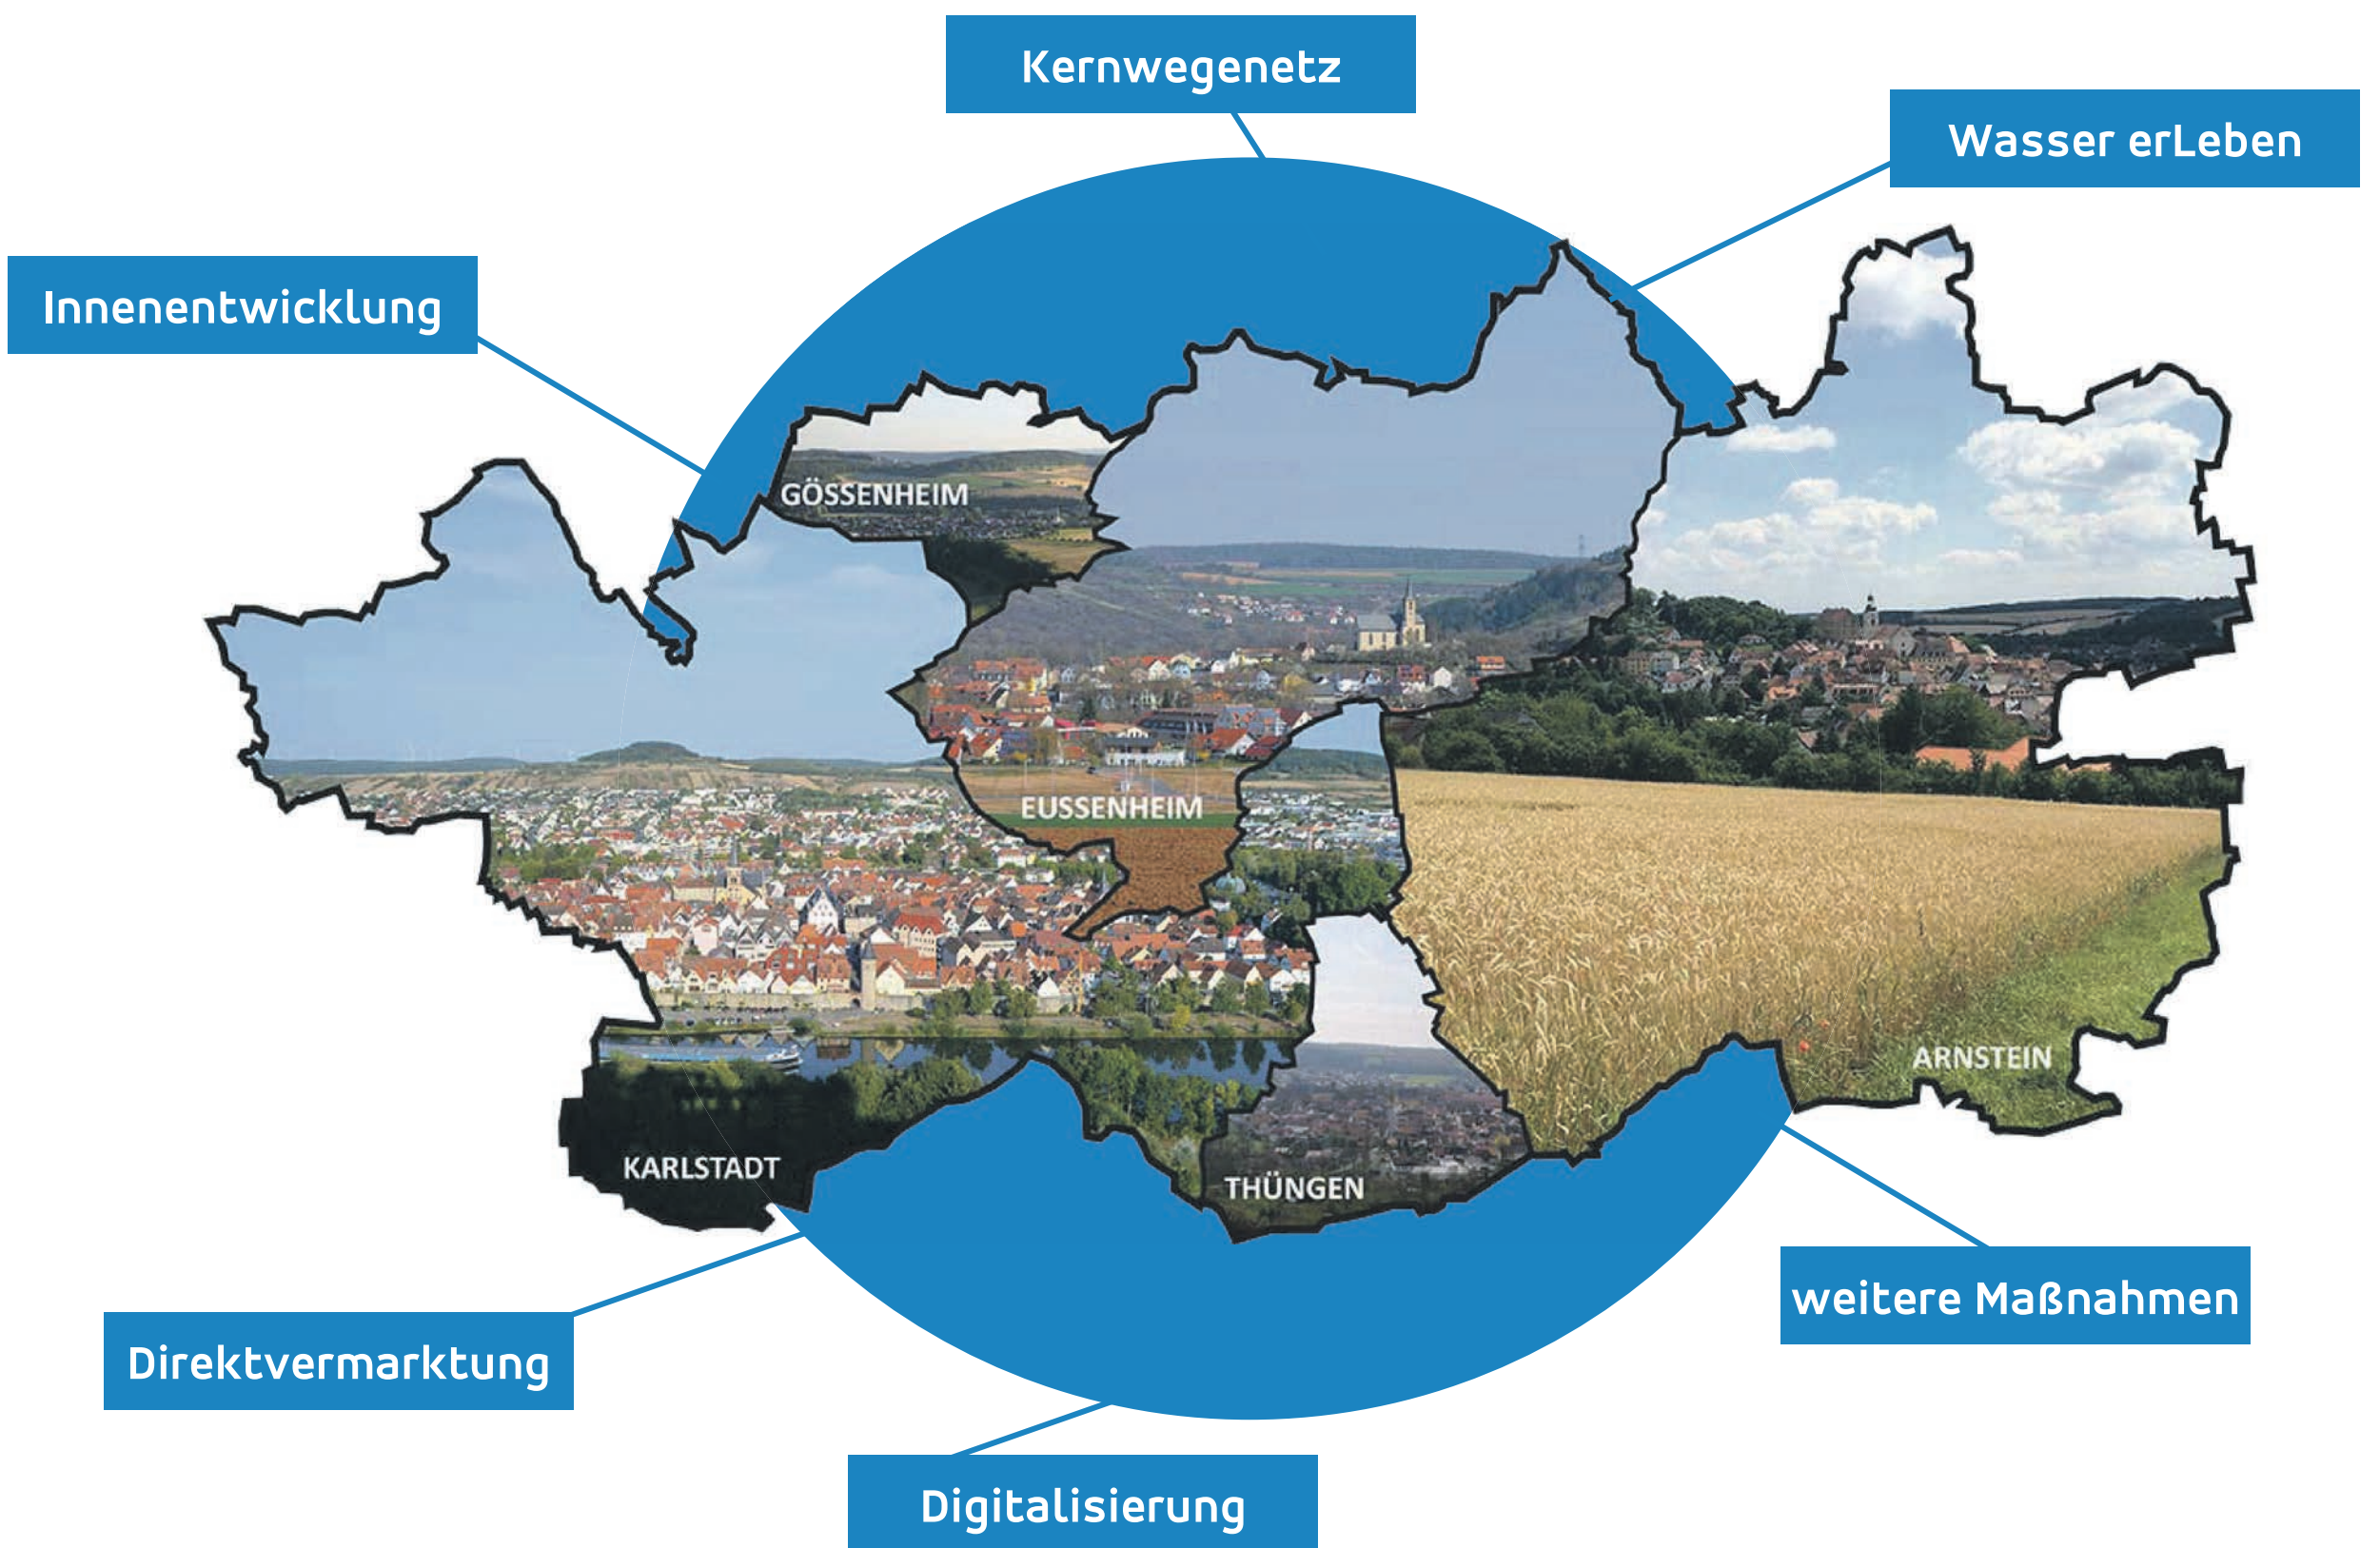 Kernwegenetz
Wasser erLeben
Innenentwicklung
GÖSSENHEIM
EUSSENHEIM
ARNSTEIN
KARLSTADT
THÜNGEN
weitere Maßnahmen
Direktvermarktung
Digitalisierung